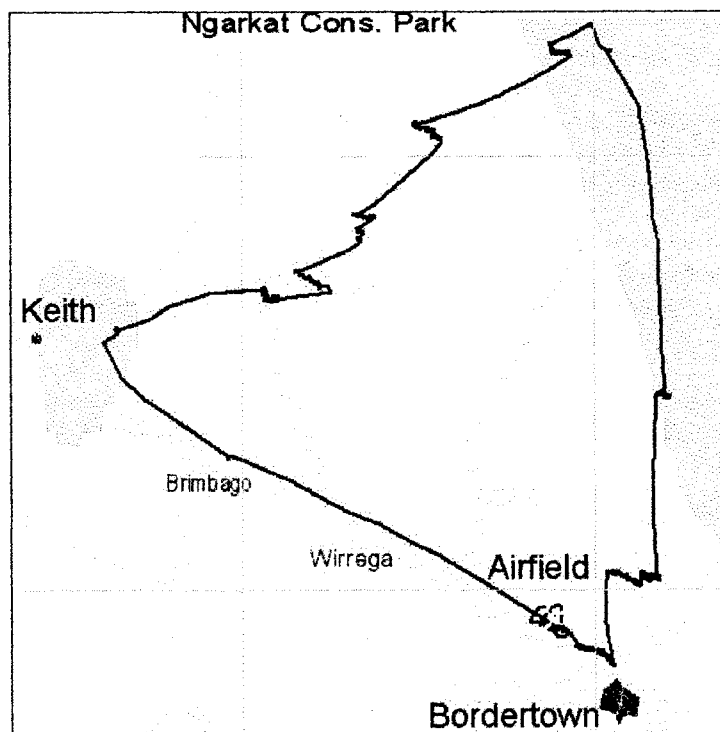 Ngarkat Cons. Park
Keith
Brimbago
Wirrega
Airfield
Bordertown